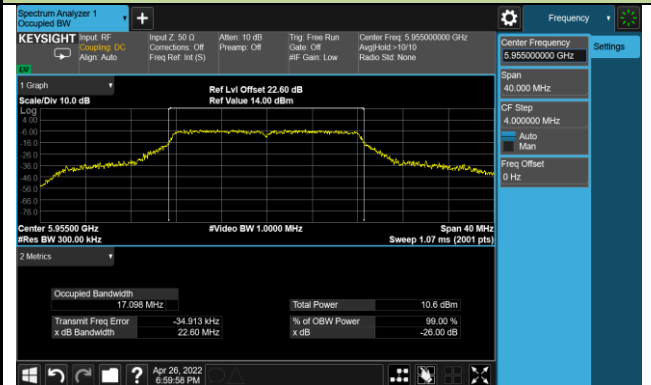 Spectrum Analyzer 1
Occupied BW
+
Frequency
KEYSIGHT
Input: RF
Coupling: DC
Align: Auto
Input Z: 50 Ω
Corrections: Off
Freq Ref: Int (S)
Atten: 10 dB
Preamp: Off
Trig: Free Run
Gate: Off
#IF Gain: Low
Center Freq: 5.955000000 GHz
Avg|Hold:>10/10
Radio Std: None
Center Frequency
5.955000000 GHz
Settings
Span
40.000 MHz
CF Step
4.000000 MHz
Auto
Man
Freq Offset
0 Hz
1 Graph
Scale/Div 10.0 dB
Ref Lvl Offset 22.60 dB
Ref Value 14.00 dBm
Log
4.00
-6.00
-16.0
-26.0
-36.0
-46.0
-56.0
-66.0
-76.0
Center 5.95500 GHz
#Res BW 300.00 kHz
#Video BW 1.0000 MHz
Span 40 MHz
Sweep 1.07 ms (2001 pts)
2 Metrics
Occupied Bandwidth
17.098 MHz
Total Power 10.6 dBm
Transmit Freq Error -34.913 kHz
% of OBW Power 99.00 %
x dB Bandwidth 22.60 MHz
x dB -26.00 dB
?
Apr 26, 2022
6:59:58 PM